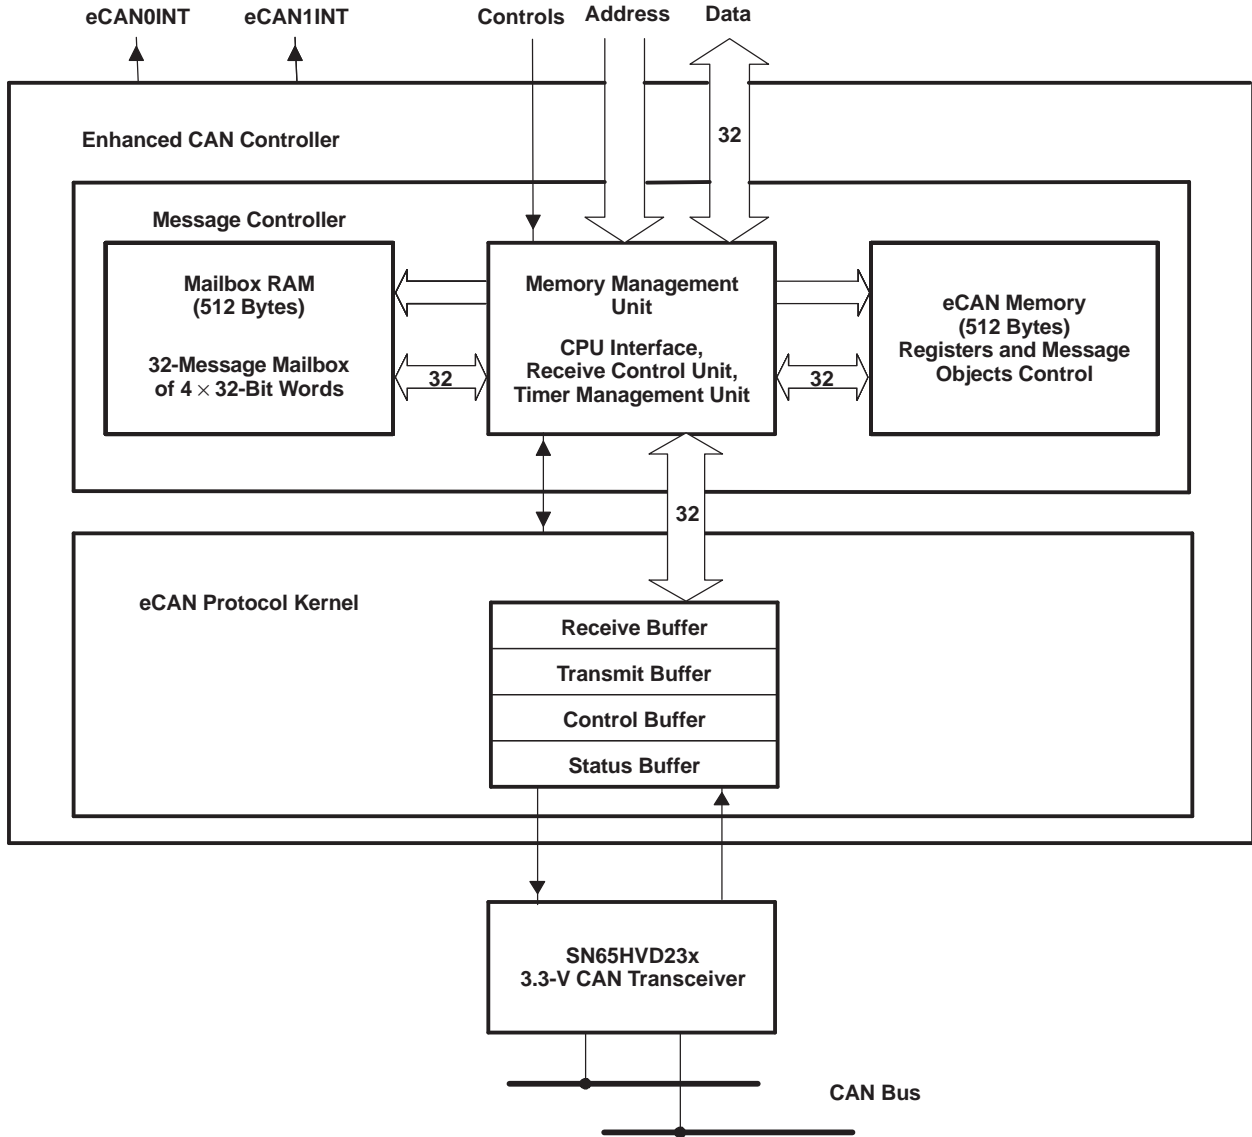 eCAN0INT
eCAN1INT
Controls
Address
Data
32
Enhanced CAN Controller
Message Controller
Mailbox RAM
(512 Bytes)
32-Message Mailbox
of 4 × 32-Bit Words
32
Memory Management
Unit
CPU Interface,
Receive Control Unit,
Timer Management Unit
32
eCAN Memory
(512 Bytes)
Registers and Message
Objects Control
32
eCAN Protocol Kernel
Receive Buffer
Transmit Buffer
Control Buffer
Status Buffer
SN65HVD23x
3.3-V CAN Transceiver
CAN Bus